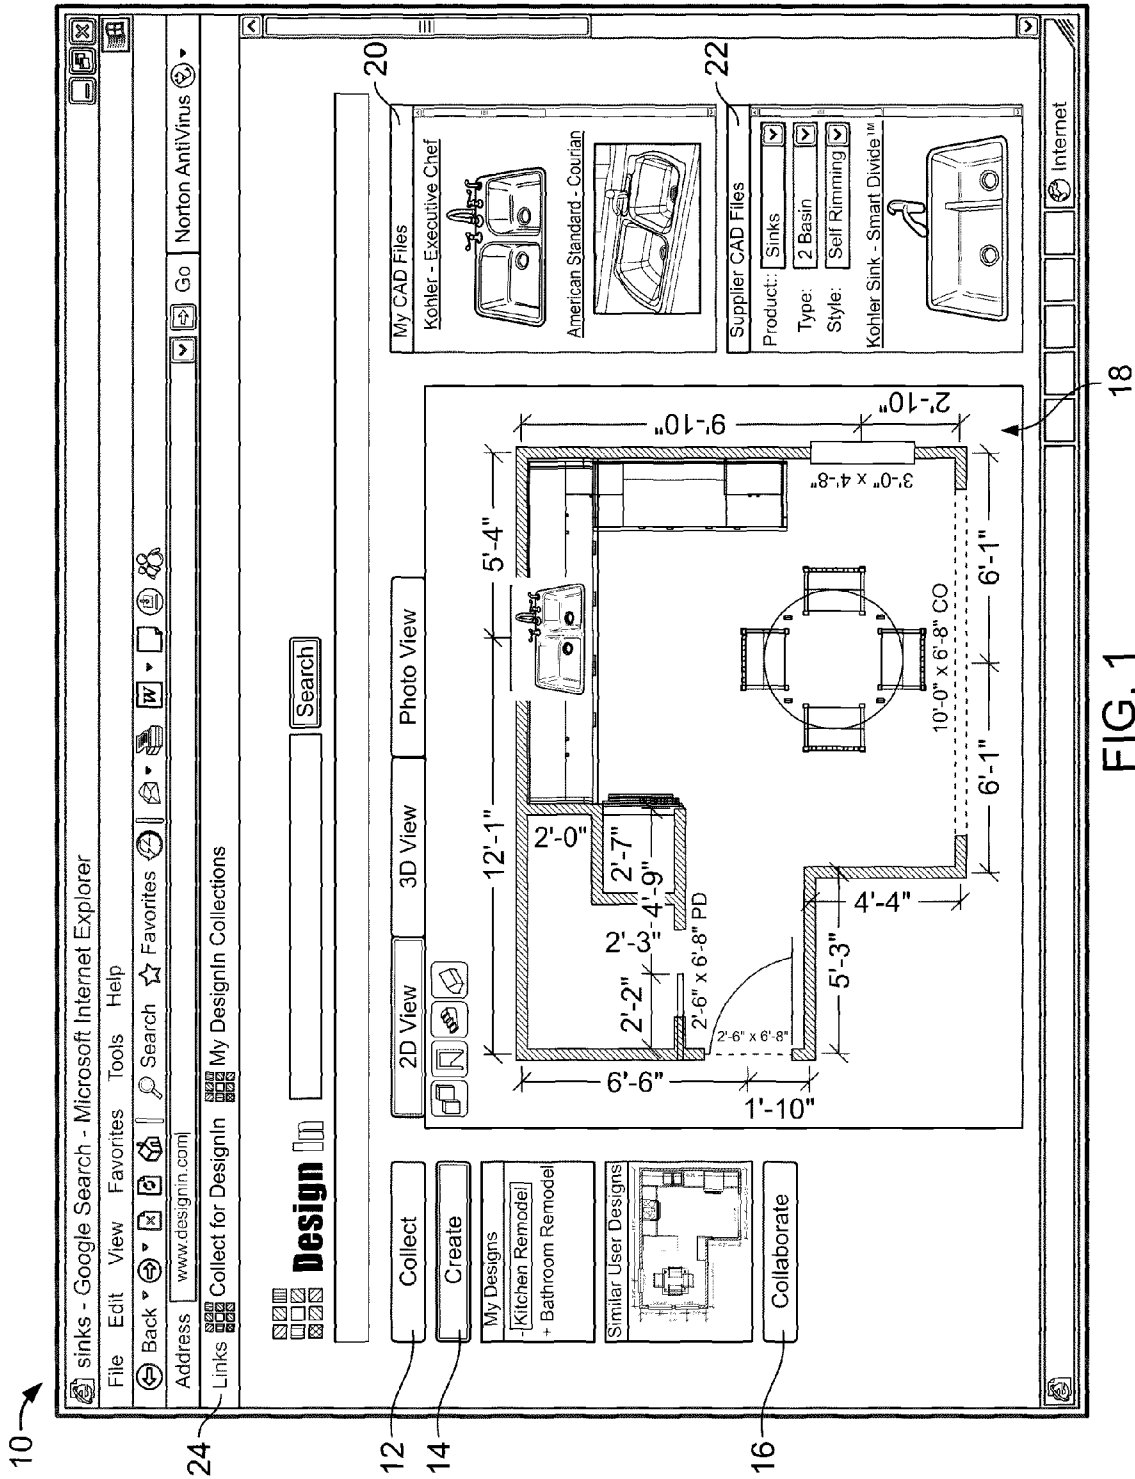 10
sinks - Google Search - Microsoft Internet Explorer
File Edit View Favorites Tools Help
Back Search Favorites W
Address www.designin.com Go Norton AntiVirus
24
Links Collect for DesignIn My DesignIn Collections
Design In
Search
12
Collect
14
Create
My Designs
- Kitchen Remodel
+ Bathroom Remodel
Similar User Designs
16
Collaborate
2D View 3D View Photo View
12'-1" 5'-4"
2'-0"
2'-7"
4'-9"
2'-3"
2'-2"
2'-6" x 6'-8" PD
2'-6" x 6'-8"
6'-6"
1'-10"
5'-3"
4'-4"
9'-10"
2'-10"
3'-0" x 4'-8"
10'-0" x 6'-8" CO
6'-1" 6'-1"
18
20
My CAD Files
Kohler - Executive Chef
American Standard - Courian
22
Supplier CAD Files
Product:: Sinks
Type: 2 Basin
Style: Self Rimming
Kohler Sink - Smart Divide™
Internet
FIG. 1